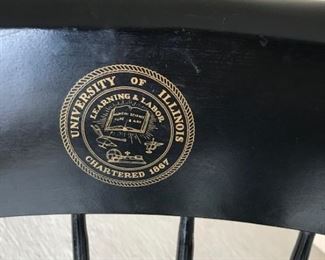 UNIVERSITY OF ILLINOIS
LEARNING & LABOR
CHARTERED 1867